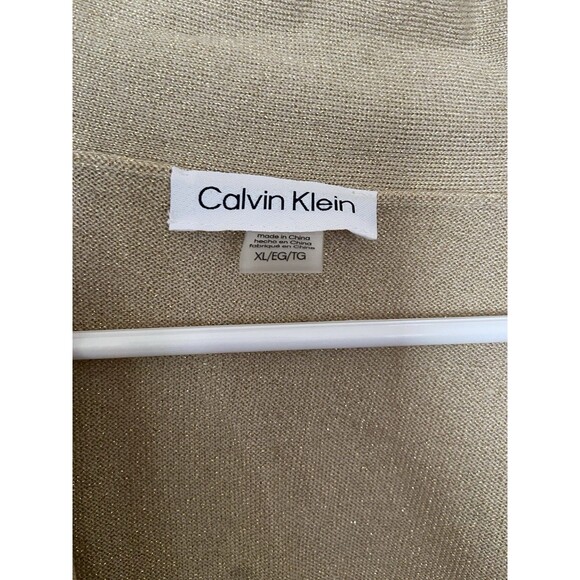 Calvin Klein
made in China
hecho en China
fabriqué en Chine
XL/EG/TG